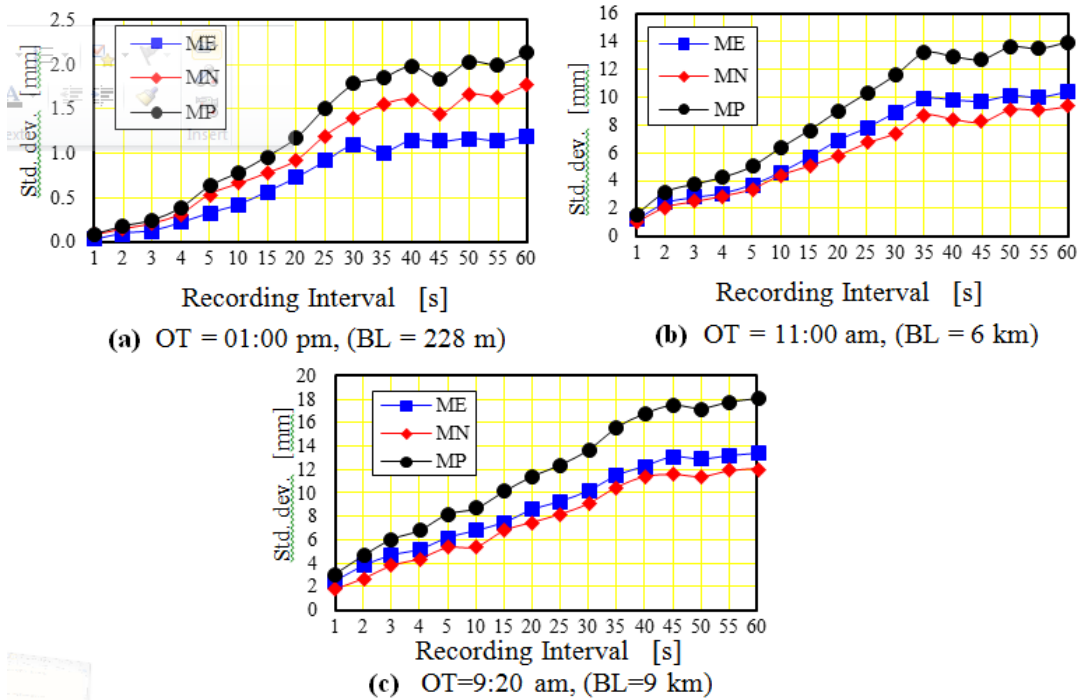 2.5
2.0
1.5
1.0
0.5
0.0
Std. dev. [mm]
ME
MN
MP
Insert
1 2 3 4 5 10 15 20 25 30 35 40 45 50 55 60
Recording Interval [s]
(a) OT = 01:00 pm, (BL = 228 m)
16
14
12
10
8
6
4
2
0
Std. dev. [mm]
ME
MN
MP
1 2 3 4 5 10 15 20 25 30 35 40 45 50 55 60
Recording Interval [s]
(b) OT = 11:00 am, (BL = 6 km)
20
18
16
14
12
10
8
6
4
2
0
Std. dev. [mm]
ME
MN
MP
1 2 3 4 5 10 15 20 25 30 35 40 45 50 55 60
Recording Interval [s]
(c) OT=9:20 am, (BL=9 km)